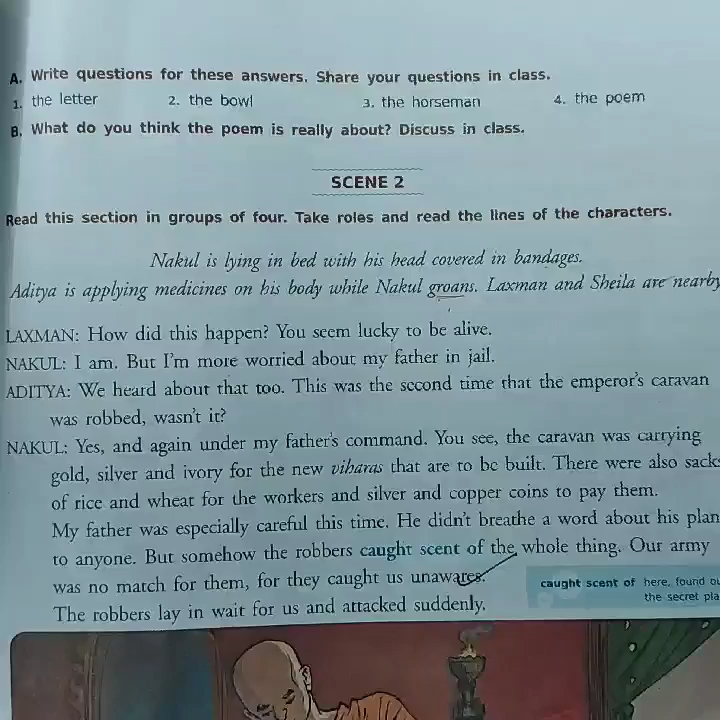 A. Write questions for these answers. Share your questions in class.
1. the letter 2. the bowl 3. the horseman 4. the poem
B. What do you think the poem is really about? Discuss in class.
SCENE 2
Read this section in groups of four. Take roles and read the lines of the characters.
Nakul is lying in bed with his head covered in bandages.
Aditya is applying medicines on his body while Nakul groans. Laxman and Sheila are nearby
LAXMAN: How did this happen? You seem lucky to be alive.
NAKUL: I am. But I'm more worried about my father in jail.
ADITYA: We heard about that too. This was the second time that the emperor's caravan
was robbed, wasn't it?
NAKUL: Yes, and again under my father's command. You see, the caravan was carrying
gold, silver and ivory for the new viharas that are to be built. There were also sacks
of rice and wheat for the workers and silver and copper coins to pay them.
My father was especially careful this time. He didn't breathe a word about his plan
to anyone. But somehow the robbers caught scent of the whole thing. Our army
was no match for them, for they caught us unawares.
caught scent of here, found ou
the secret pla
The robbers lay in wait for us and attacked suddenly.